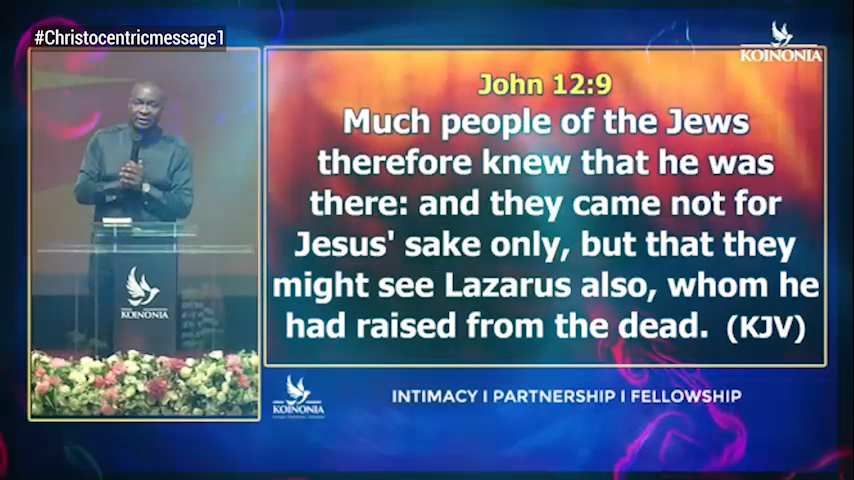 #Christocentricmessage1
KOINONIA
John 12:9
Much people of the Jews
therefore knew that he was
there: and they came not for
Jesus' sake only, but that they
might see Lazarus also, whom he
had raised from the dead. (KJV)
KOINONIA
KOINONIA
INTIMACY I PARTNERSHIP I FELLOWSHIP